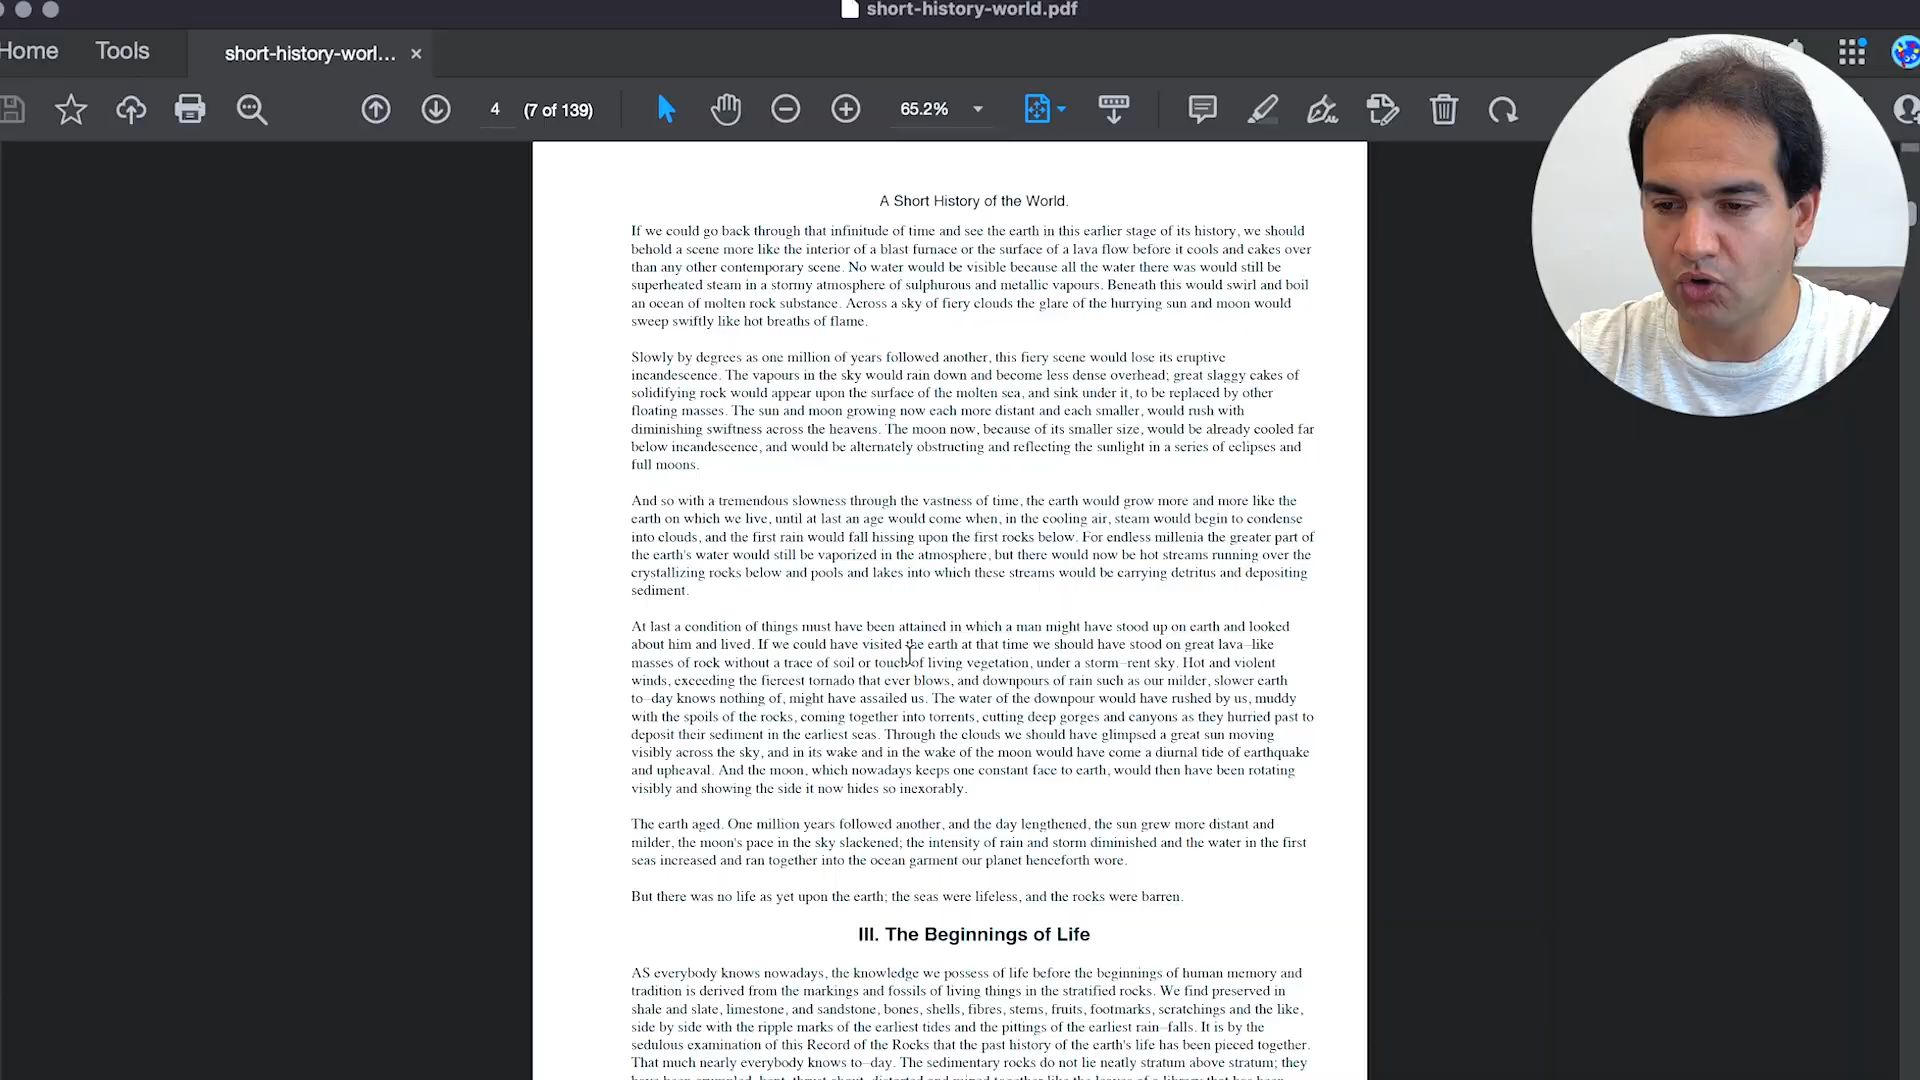 short-history-world.pdf
Home
Tools
short-history-worl...
4
(7 of 139)
65.2%
A Short History of the World.
If we could go back through that infinitude of time and see the earth in this earlier stage of its history, we should
behold a scene more like the interior of a blast furnace or the surface of a lava flow before it cools and cakes over
than any other contemporary scene. No water would be visible because all the water there was would still be
superheated steam in a stormy atmosphere of sulphurous and metallic vapours. Beneath this would swirl and boil
an ocean of molten rock substance. Across a sky of fiery clouds the glare of the hurrying sun and moon would
sweep swiftly like hot breaths of flame.
Slowly by degrees as one million of years followed another, this fiery scene would lose its eruptive
incandescence. The vapours in the sky would rain down and become less dense overhead; great slaggy cakes of
solidifying rock would appear upon the surface of the molten sea, and sink under it, to be replaced by other
floating masses. The sun and moon growing now each more distant and each smaller, would rush with
diminishing swiftness across the heavens. The moon now, because of its smaller size, would be already cooled far
below incandescence, and would be alternately obstructing and reflecting the sunlight in a series of eclipses and
full moons.
And so with a tremendous slowness through the vastness of time, the earth would grow more and more like the
earth on which we live, until at last an age would come when, in the cooling air, steam would begin to condense
into clouds, and the first rain would fall hissing upon the first rocks below. For endless millenia the greater part of
the earth's water would still be vaporized in the atmosphere, but there would now be hot streams running over the
crystallizing rocks below and pools and lakes into which these streams would be carrying detritus and depositing
sediment.
At last a condition of things must have been attained in which a man might have stood up on earth and looked
about him and lived. If we could have visited the earth at that time we should have stood on great lava–like
masses of rock without a trace of soil or touch of living vegetation, under a storm–rent sky. Hot and violent
winds, exceeding the fiercest tornado that ever blows, and downpours of rain such as our milder, slower earth
to–day knows nothing of, might have assailed us. The water of the downpour would have rushed by us, muddy
with the spoils of the rocks, coming together into torrents, cutting deep gorges and canyons as they hurried past to
deposit their sediment in the earliest seas. Through the clouds we should have glimpsed a great sun moving
visibly across the sky, and in its wake and in the wake of the moon would have come a diurnal tide of earthquake
and upheaval. And the moon, which nowadays keeps one constant face to earth, would then have been rotating
visibly and showing the side it now hides so inexorably.
The earth aged. One million years followed another, and the day lengthened, the sun grew more distant and
milder, the moon's pace in the sky slackened; the intensity of rain and storm diminished and the water in the first
seas increased and ran together into the ocean garment our planet henceforth wore.
But there was no life as yet upon the earth; the seas were lifeless, and the rocks were barren.
III. The Beginnings of Life
AS everybody knows nowadays, the knowledge we possess of life before the beginnings of human memory and
tradition is derived from the markings and fossils of living things in the stratified rocks. We find preserved in
shale and slate, limestone, and sandstone, bones, shells, fibres, stems, fruits, footmarks, scratchings and the like,
side by side with the ripple marks of the earliest tides and the pittings of the earliest rain–falls. It is by the
sedulous examination of this Record of the Rocks that the past history of the earth's life has been pieced together.
That much nearly everybody knows to–day. The sedimentary rocks do not lie neatly stratum above stratum; they